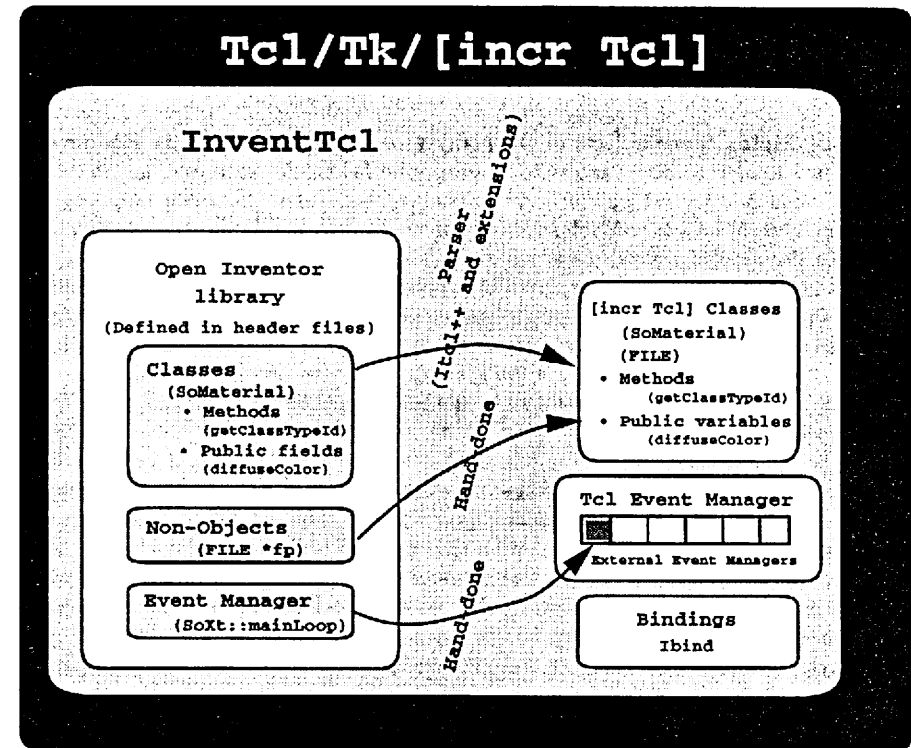 Tcl/Tk/[incr Tcl]
InventTcl
Open Inventor
library
(Defined in header files)
Classes
(SoMaterial)
• Methods
(getClassTypeId)
• Public fields
(diffuseColor)
Non-Objects
(FILE *fp)
Event Manager
(SoXt::mainLoop)
Parser
(Itcl++ and extensions)
Hand-done
Hand-done
[incr Tcl] Classes
(SoMaterial)
(FILE)
• Methods
(getClassTypeId)
• Public variables
(diffuseColor)
Tcl Event Manager
External Event Managers
Bindings
Ibind